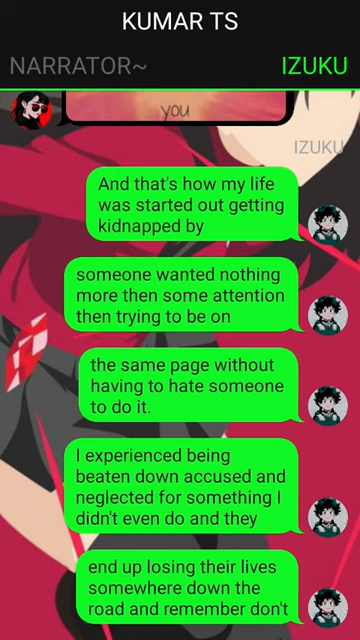 KUMAR TS
NARRATOR~
IZUKU
you
IZUKU
And that's how my life
was started out getting
kidnapped by
someone wanted nothing
more then some attention
then trying to be on
the same page without
having to hate someone
to do it.
I experienced being
beaten down accused and
neglected for something I
didn't even do and they
end up losing their lives
somewhere down the
road and remember don't